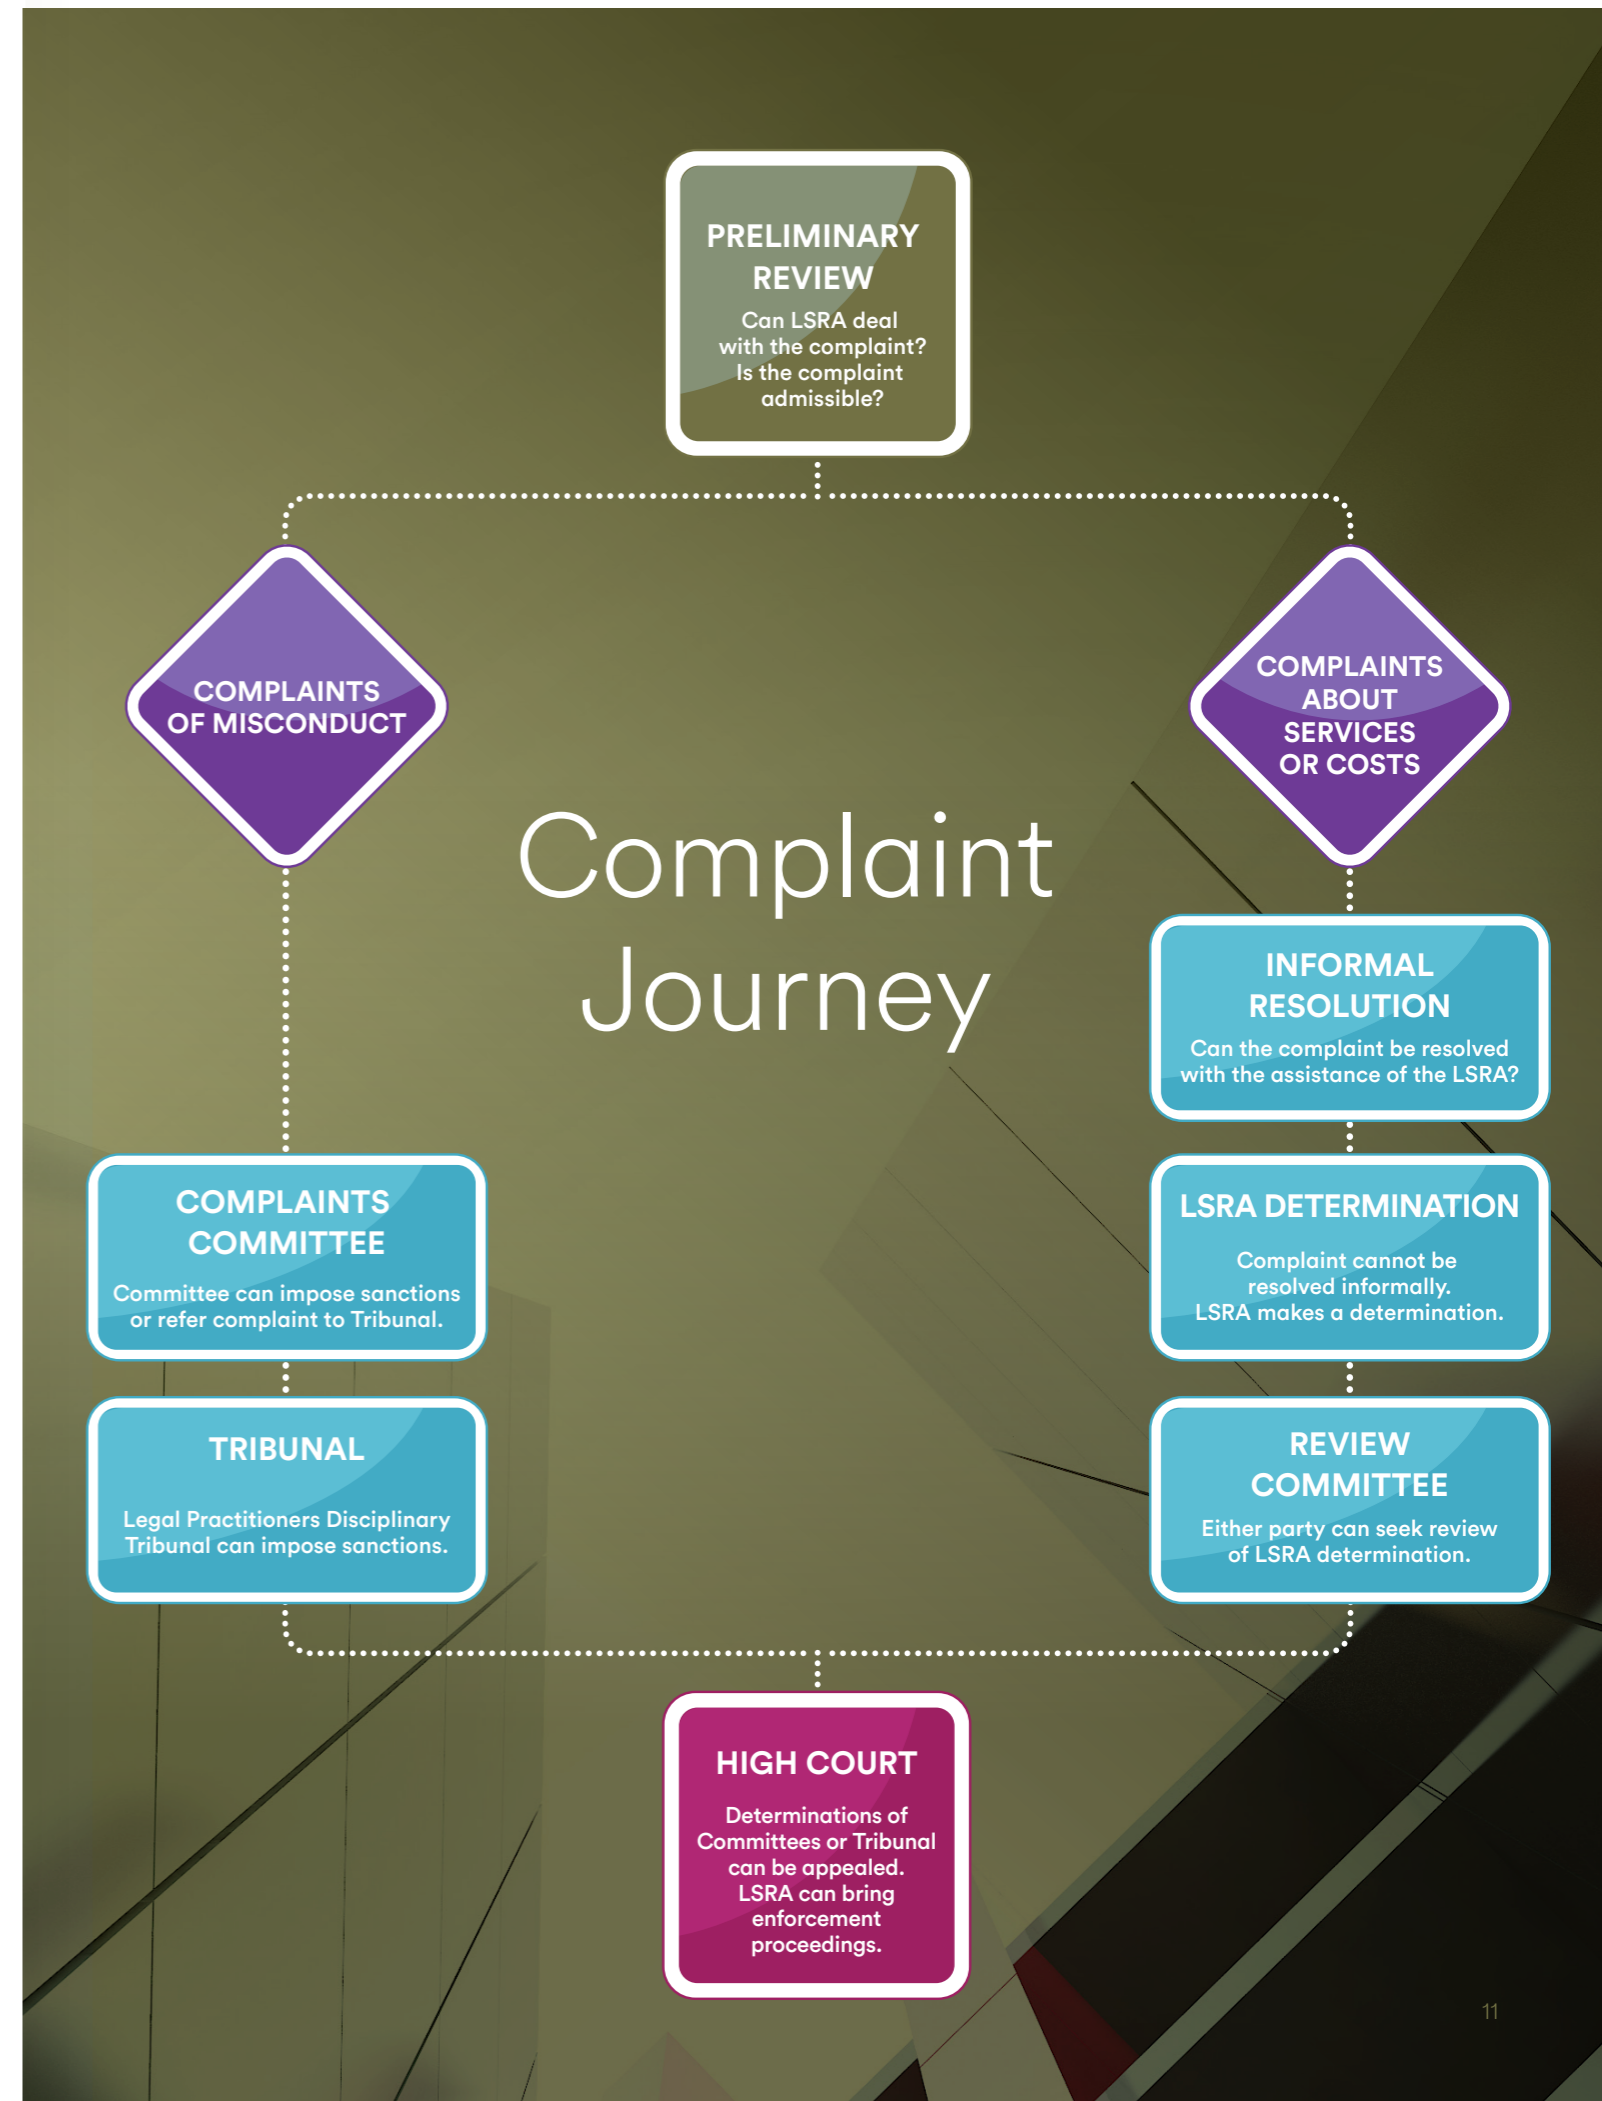 PRELIMINARY
REVIEW
Can LSRA deal
with the complaint?
Is the complaint
admissible?
COMPLAINTS
OF MISCONDUCT
COMPLAINTS
ABOUT
SERVICES
OR COSTS
Complaint
Journey
INFORMAL
RESOLUTION
Can the complaint be resolved
with the assistance of the LSRA?
COMPLAINTS
COMMITTEE
Committee can impose sanctions
or refer complaint to Tribunal.
LSRA DETERMINATION
Complaint cannot be
resolved informally.
LSRA makes a determination.
TRIBUNAL
Legal Practitioners Disciplinary
Tribunal can impose sanctions.
REVIEW
COMMITTEE
Either party can seek review
of LSRA determination.
HIGH COURT
Determinations of
Committees or Tribunal
can be appealed.
LSRA can bring
enforcement
proceedings.
11